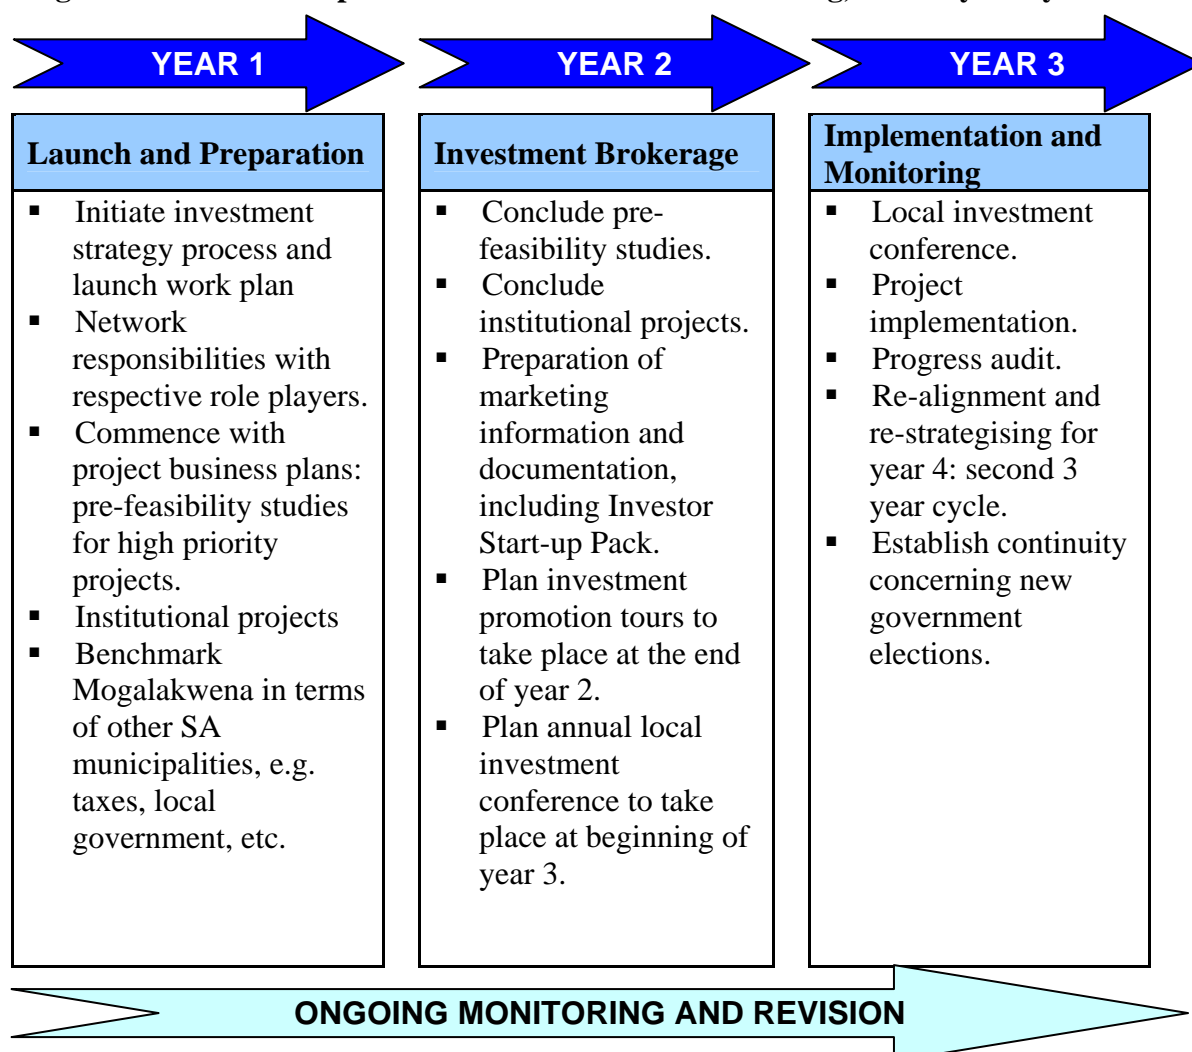 YEAR 1
YEAR 2
YEAR 3
Launch and Preparation
▪ Initiate investment
strategy process and
launch work plan
▪ Network
responsibilities with
respective role players.
▪ Commence with
project business plans:
pre-feasibility studies
for high priority
projects.
▪ Institutional projects
▪ Benchmark
Mogalakwena in terms
of other SA
municipalities, e.g.
taxes, local
government, etc.
Investment Brokerage
▪ Conclude pre-
feasibility studies.
▪ Conclude
institutional projects.
▪ Preparation of
marketing
information and
documentation,
including Investor
Start-up Pack.
▪ Plan investment
promotion tours to
take place at the end
of year 2.
▪ Plan annual local
investment
conference to take
place at beginning of
year 3.
Implementation and
Monitoring
▪ Local investment
conference.
▪ Project
implementation.
▪ Progress audit.
▪ Re-alignment and
re-strategising for
year 4: second 3
year cycle.
▪ Establish continuity
concerning new
government
elections.
ONGOING MONITORING AND REVISION